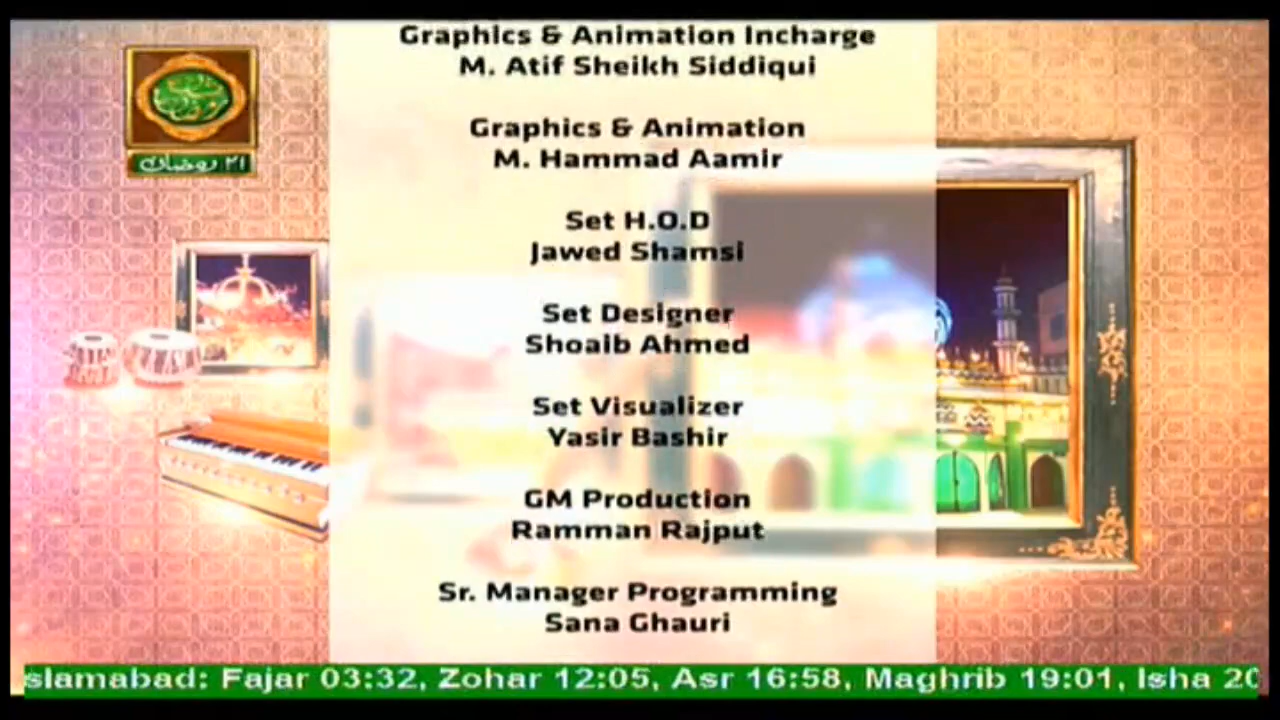 Graphics & Animation Incharge
M. Atif Sheikh Siddiqui
Graphics & Animation
M. Hammad Aamir
۲۱ رمضان
Set H.O.D
Jawed Shamsi
Set Designer
Shoaib Ahmed
Set Visualizer
Yasir Bashir
GM Production
Ramman Rajput
Sr. Manager Programming
Sana Ghauri
slamabad: Fajar 03:32, Zohar 12:05, Asr 16:58, Maghrib 19:01, Isha 20